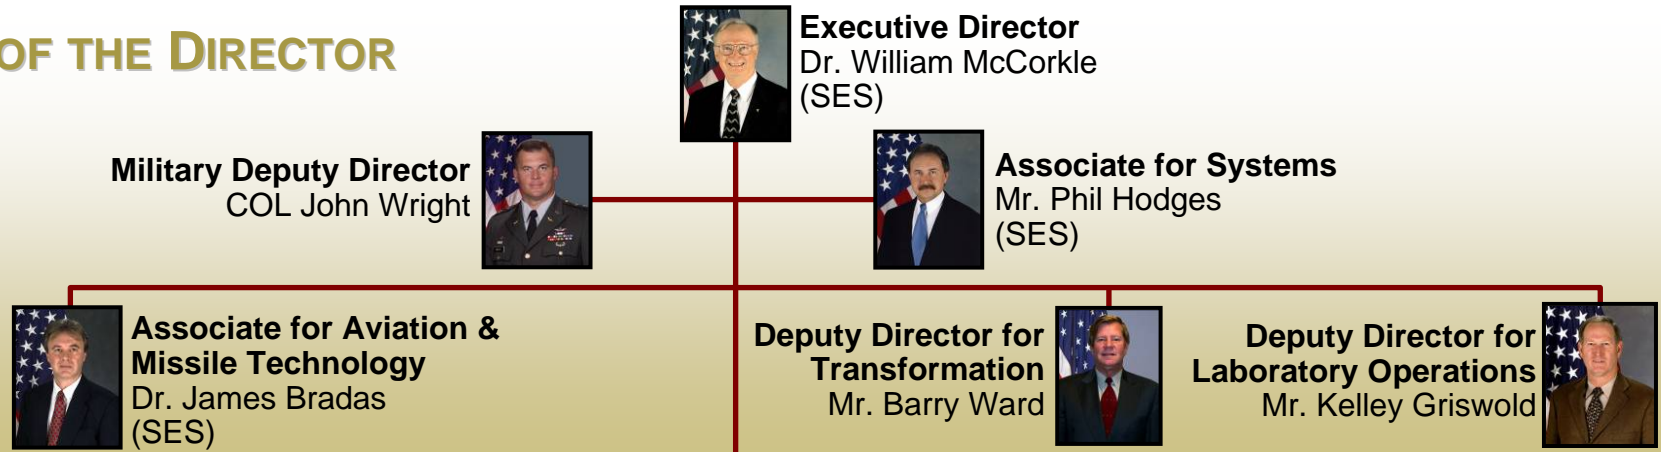 OF THE DIRECTOR
Executive Director
Dr. William McCorkle
(SES)
Military Deputy Director
COL John Wright
Associate for Systems
Mr. Phil Hodges
(SES)
Associate for Aviation &
Missile Technology
Dr. James Bradas
(SES)
Deputy Director for
Transformation
Mr. Barry Ward
Deputy Director for
Laboratory Operations
Mr. Kelley Griswold